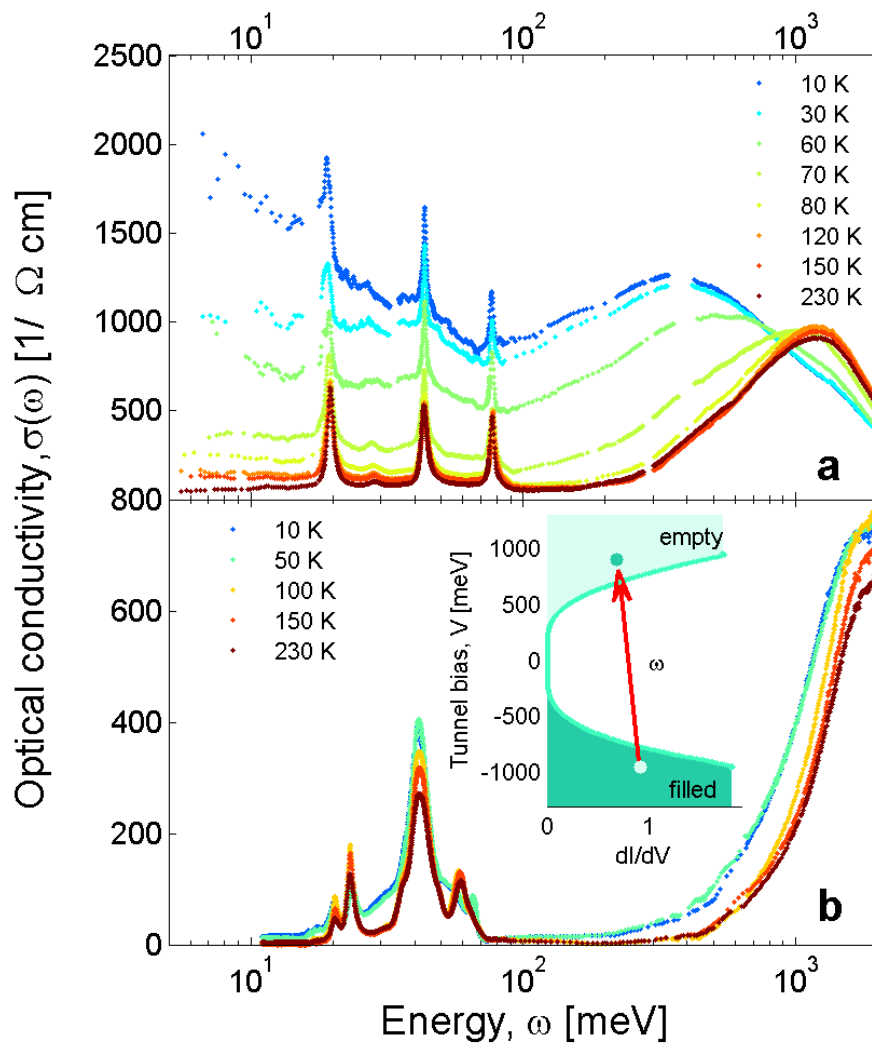 10¹ 10² 10³
2500
2000
1500
1000
500
800
10 K
30 K
60 K
70 K
80 K
120 K
150 K
230 K
a
Optical conductivity, σ(ω) [1/ Ω cm]
600
400
200
0
10 K
50 K
100 K
150 K
230 K
Tunnel bias, V [meV]
1000
500
0
-500
-1000
empty
ω
filled
0 1
dI/dV
b
10¹ 10² 10³
Energy, ω [meV]